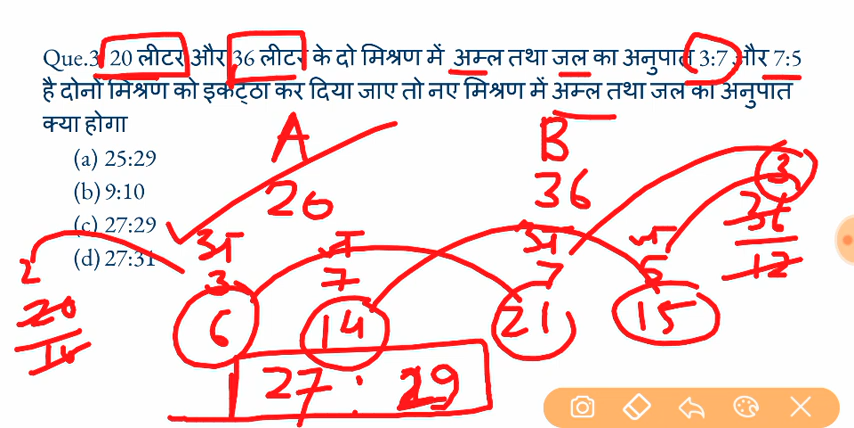 Que.3 20 लीटर और 36 लीटर के दो मिश्रण में अम्ल तथा जल का अनुपात 3:7 और 7:5
है दोनों मिश्रण को इकट्ठा कर दिया जाए तो नए मिश्रण में अम्ल तथा जल का अनुपात
क्या होगा
(a) 25:29
(b) 9:10
(c) 27:29
(d) 27:31
A B
20 36
अ ज अ ज
3 7 7 5
6 14 21 15
2
20
10
3
36
12
27 : 29